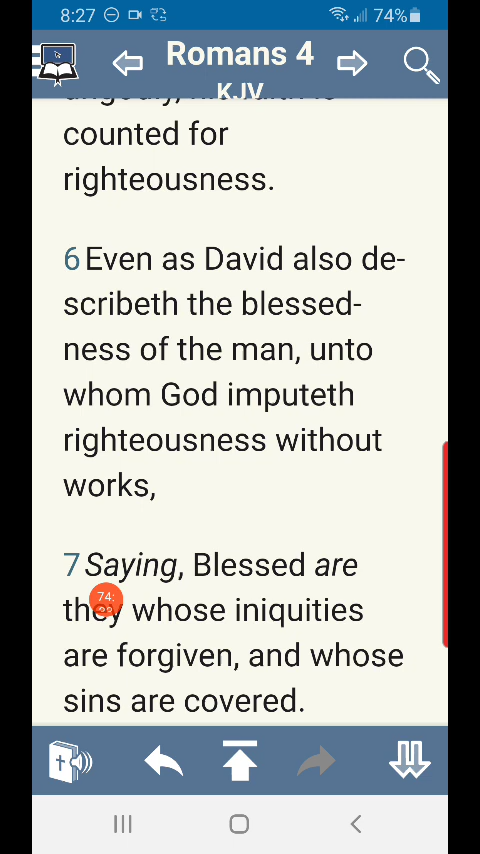 8:27
74%
Romans 4
KJV
counted for
righteousness.
6 Even as David also de-
scribeth the blessed-
ness of the man, unto
whom God imputeth
righteousness without
works,
7 Saying, Blessed are
they whose iniquities
are forgiven, and whose
sins are covered.
74: